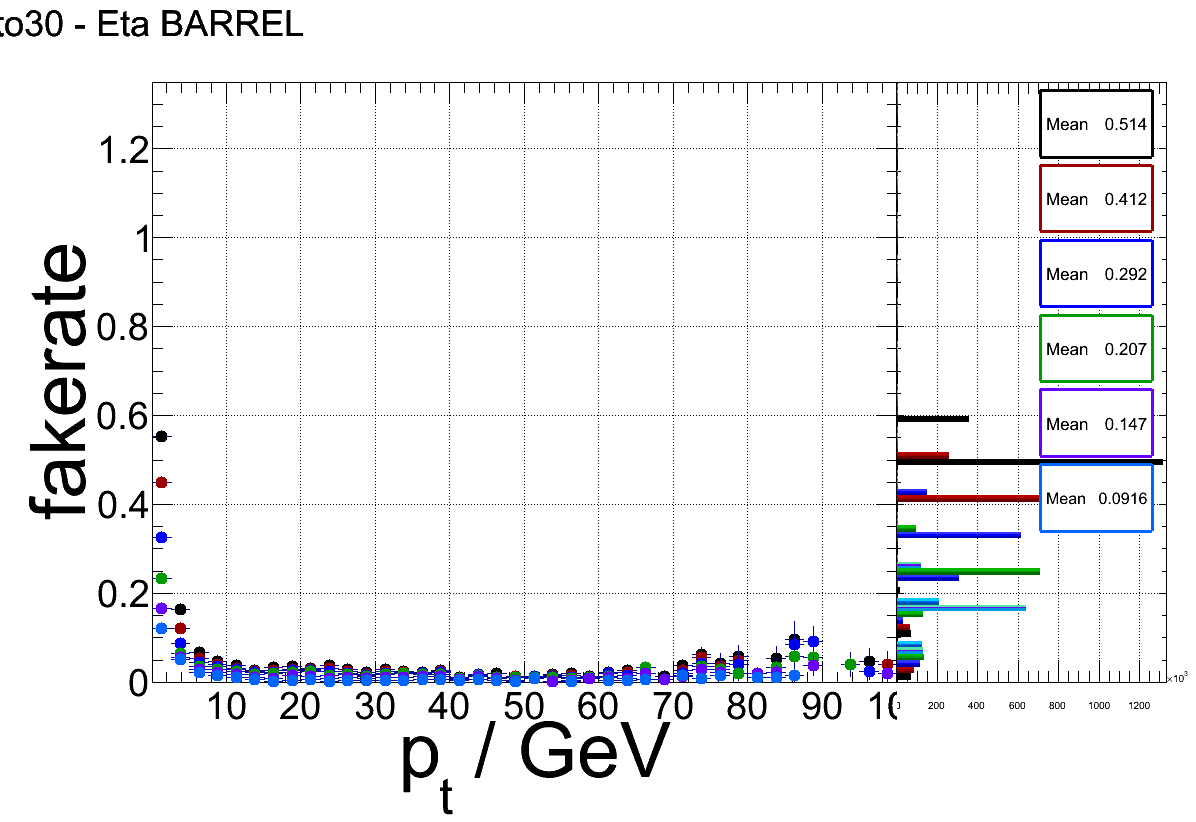 to30 - Eta BARREL
fakerate
1.2
1
0.8
0.6
0.4
0.2
0
10 20 30 40 50 60 70 80 90 10
p_t / GeV
Mean 0.514
Mean 0.412
Mean 0.292
Mean 0.207
Mean 0.147
Mean 0.0916
0 200 400 600 800 1000 1200
×10³